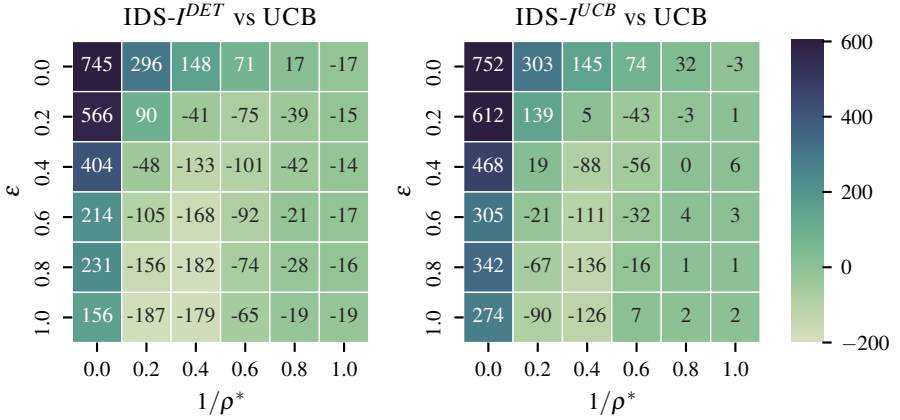 IDS-I^{DET} vs UCB
0.0 745 296 148 71 17 -17
0.2 566 90 -41 -75 -39 -15
0.4 404 -48 -133 -101 -42 -14
0.6 214 -105 -168 -92 -21 -17
0.8 231 -156 -182 -74 -28 -16
1.0 156 -187 -179 -65 -19 -19
ε
0.0 0.2 0.4 0.6 0.8 1.0
1/ρ*
IDS-I^{UCB} vs UCB
0.0 752 303 145 74 32 -3
0.2 612 139 5 -43 -3 1
0.4 468 19 -88 -56 0 6
0.6 305 -21 -111 -32 4 3
0.8 342 -67 -136 -16 1 1
1.0 274 -90 -126 7 2 2
ε
0.0 0.2 0.4 0.6 0.8 1.0
1/ρ*
600
400
200
0
−200